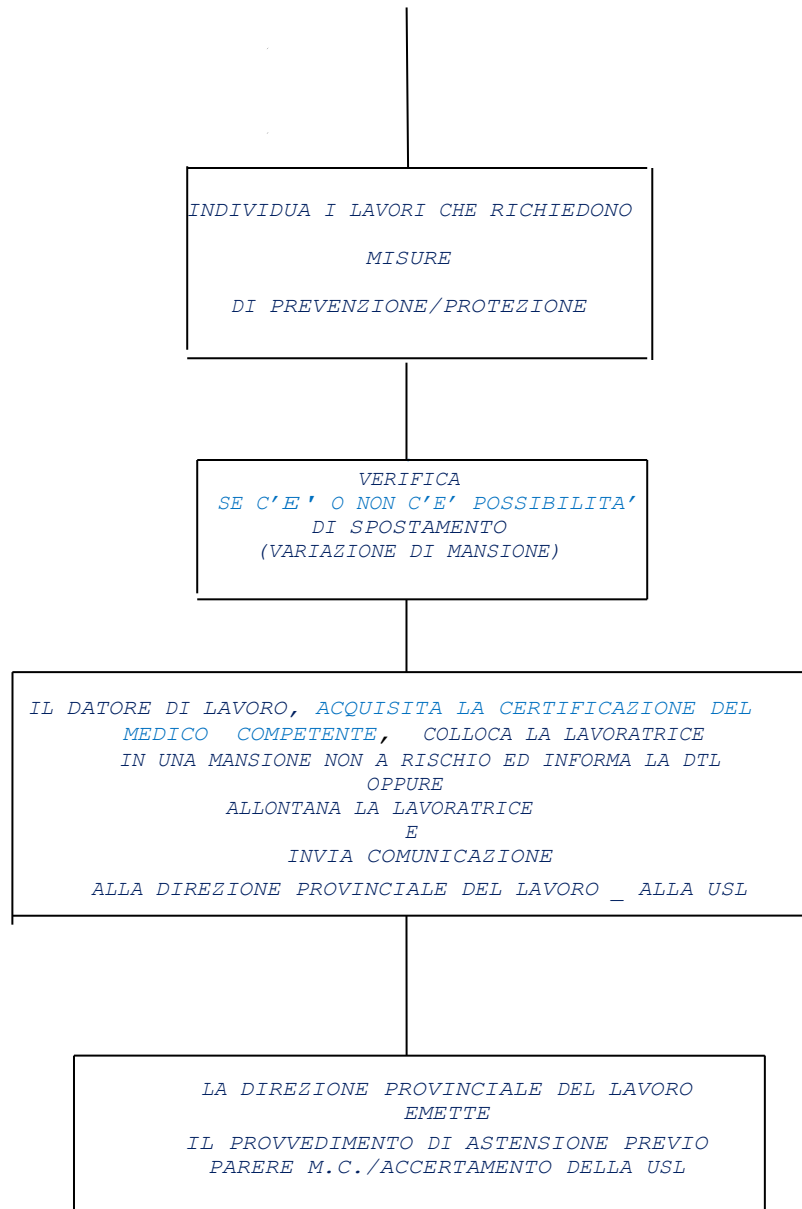 INDIVIDUA I LAVORI CHE RICHIEDONO
MISURE
DI PREVENZIONE/PROTEZIONE
VERIFICA
SE C'E' O NON C'E' POSSIBILITA'
DI SPOSTAMENTO
(VARIAZIONE DI MANSIONE)
IL DATORE DI LAVORO, ACQUISITA LA CERTIFICAZIONE DEL
MEDICO COMPETENTE, COLLOCA LA LAVORATRICE
IN UNA MANSIONE NON A RISCHIO ED INFORMA LA DTL
OPPURE
ALLONTANA LA LAVORATRICE
E
INVIA COMUNICAZIONE
ALLA DIREZIONE PROVINCIALE DEL LAVORO _ ALLA USL
LA DIREZIONE PROVINCIALE DEL LAVORO
EMETTE
IL PROVVEDIMENTO DI ASTENSIONE PREVIO
PARERE M.C./ACCERTAMENTO DELLA USL